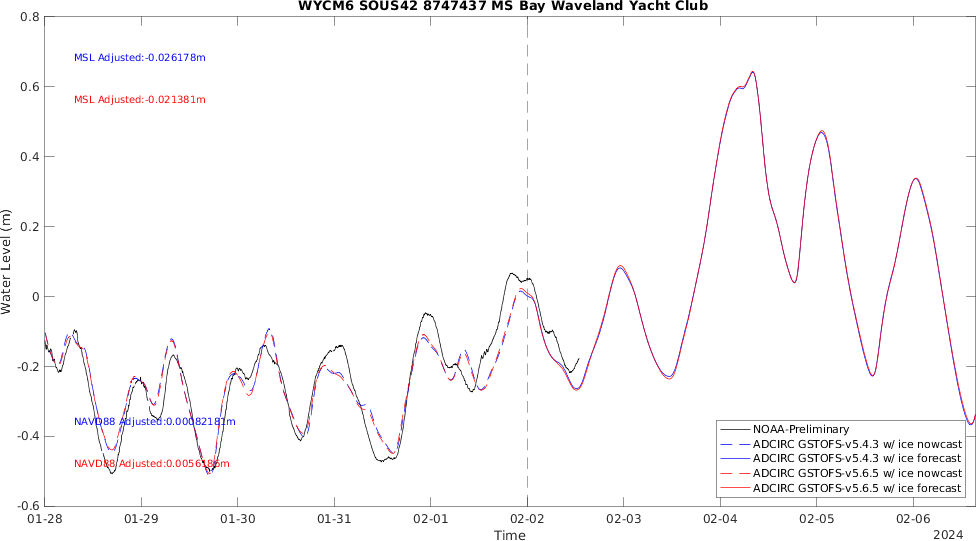 WYCM6 SOUS42 8747437 MS Bay Waveland Yacht Club
0.8
MSL Adjusted:-0.026178m
0.6
MSL Adjusted:-0.021381m
0.4
0.2
Water Level (m)
0
-0.2
NAVD88 Adjusted:0.00082181m
-0.4
NAVD88 Adjusted:0.0056186m
-0.6
NOAA-Preliminary
ADCIRC GSTOFS-v5.4.3 w/ ice nowcast
ADCIRC GSTOFS-v5.4.3 w/ ice forecast
ADCIRC GSTOFS-v5.6.5 w/ ice nowcast
ADCIRC GSTOFS-v5.6.5 w/ ice forecast
01-28 01-29 01-30 01-31 02-01 02-02 02-03 02-04 02-05 02-06
Time
2024